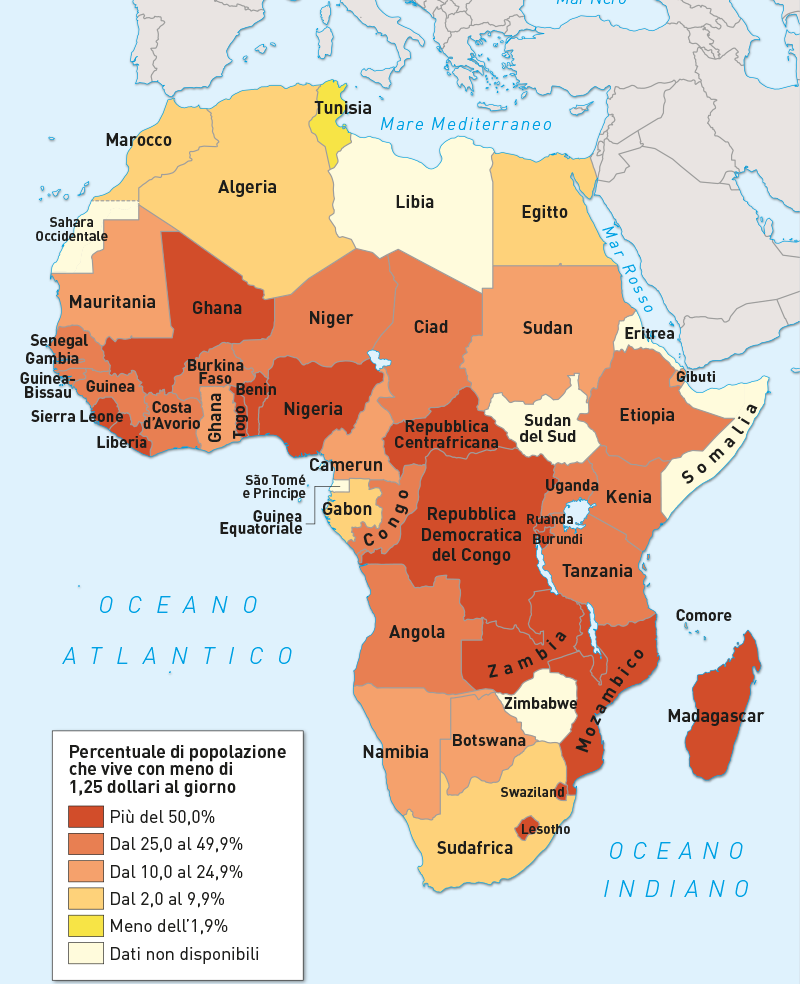 Mar Nero
Tunisia
Mare Mediterraneo
Marocco
Algeria
Libia
Egitto
Sahara
Occidentale
Mar Rosso
Mauritania
Ghana
Niger
Ciad
Sudan
Eritrea
Senegal
Gambia
Guinea-
Bissau
Guinea
Burkina
Faso
Benin
Gibuti
Sierra Leone
Costa
d'Avorio
Ghana
Togo
Nigeria
Repubblica
Centrafricana
Sudan
del Sud
Etiopia
Somalia
Liberia
Camerun
São Tomé
e Principe
Guinea
Equatoriale
Gabon
Congo
Repubblica
Democratica
del Congo
Uganda
Kenia
Ruanda
Burundi
Tanzania
OCEANO
ATLANTICO
Angola
Zambia
Comore
Mozambico
Madagascar
Zimbabwe
Namibia
Botswana
Swaziland
Lesotho
Sudafrica
OCEANO
INDIANO
Percentuale di popolazione
che vive con meno di
1,25 dollari al giorno
Più del 50,0%
Dal 25,0 al 49,9%
Dal 10,0 al 24,9%
Dal 2,0 al 9,9%
Meno dell'1,9%
Dati non disponibili